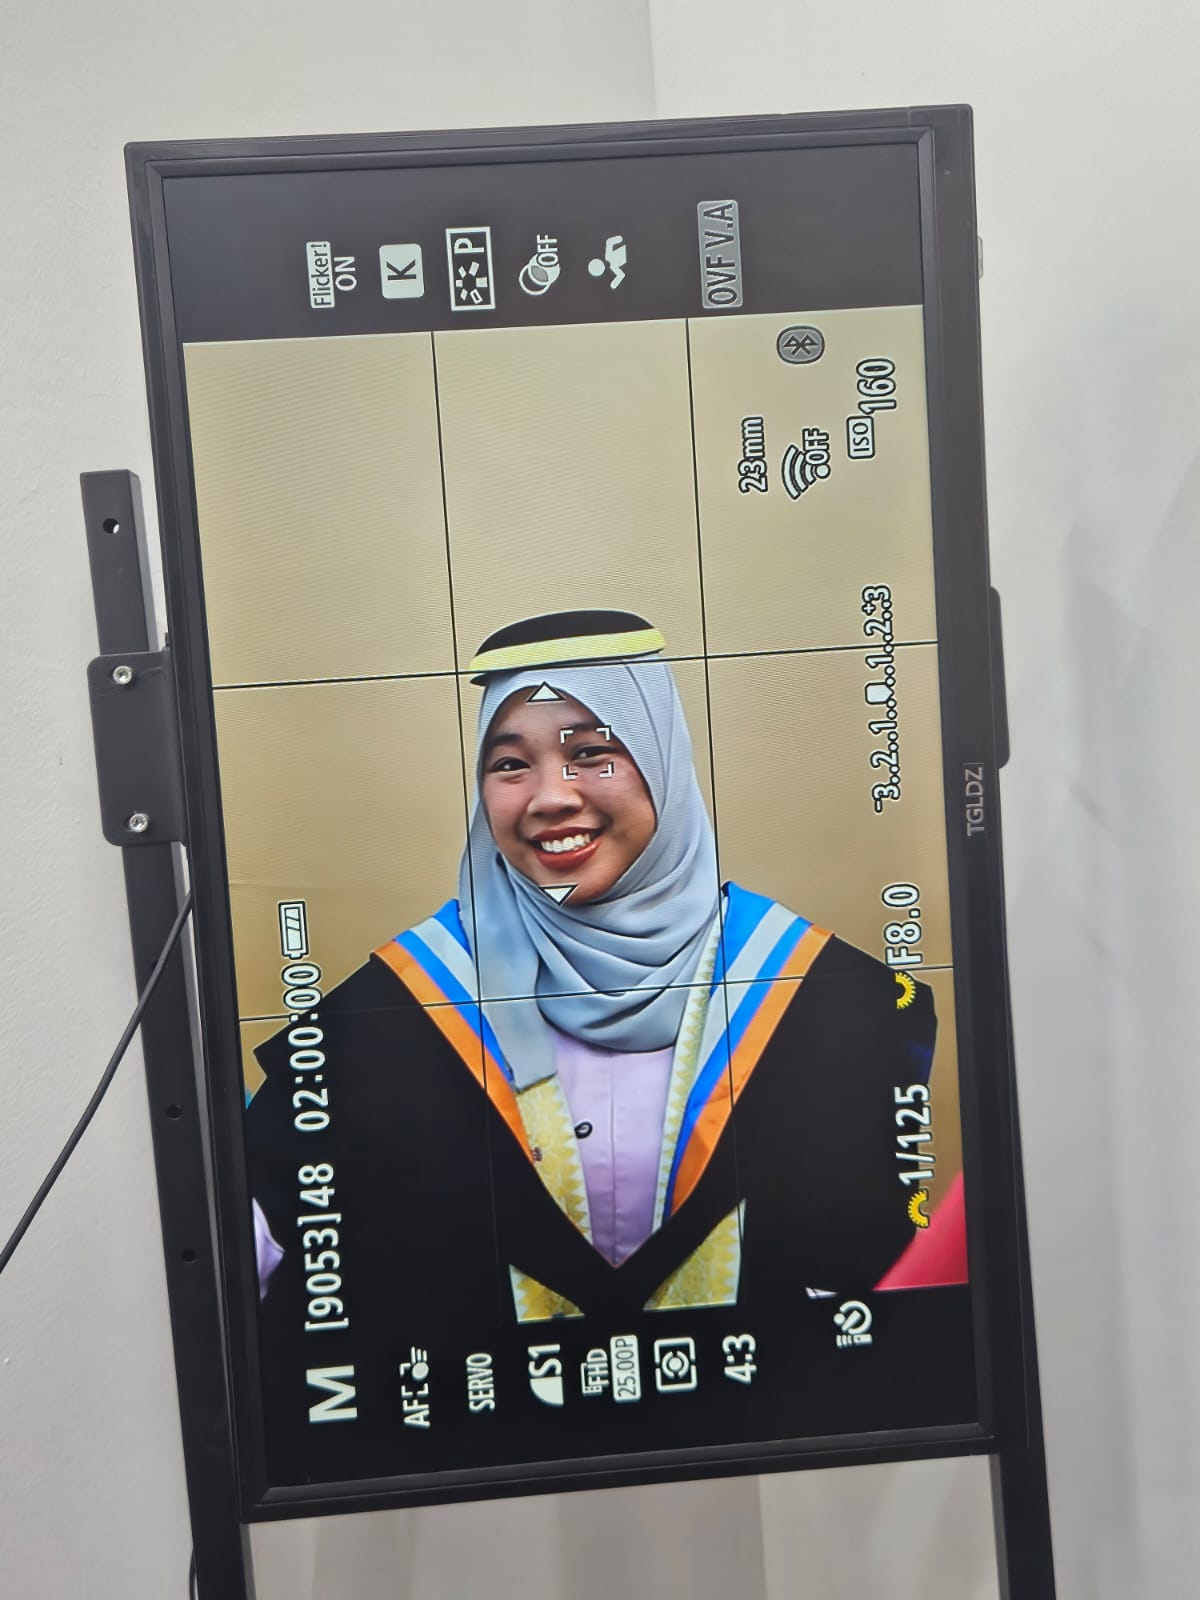 M
[9053]48 02:00:00
Flicker!
ON
AF
SERVO
S1
FHD
25.00P
4:3
K
P
OFF
OVF V.A
23mm
OFF
1/125
F8.0
-3..2..1..0..1..2.+3
ISO 160
TGLDZ